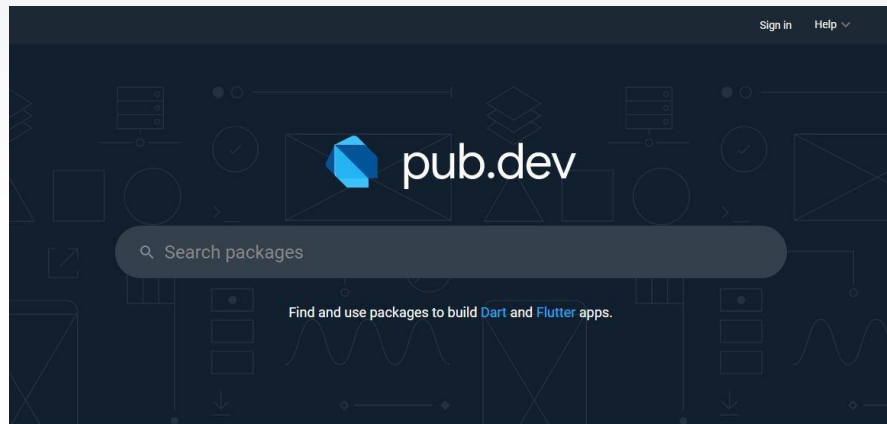 Sign in Help
pub.dev
Search packages
Find and use packages to build Dart and Flutter apps.